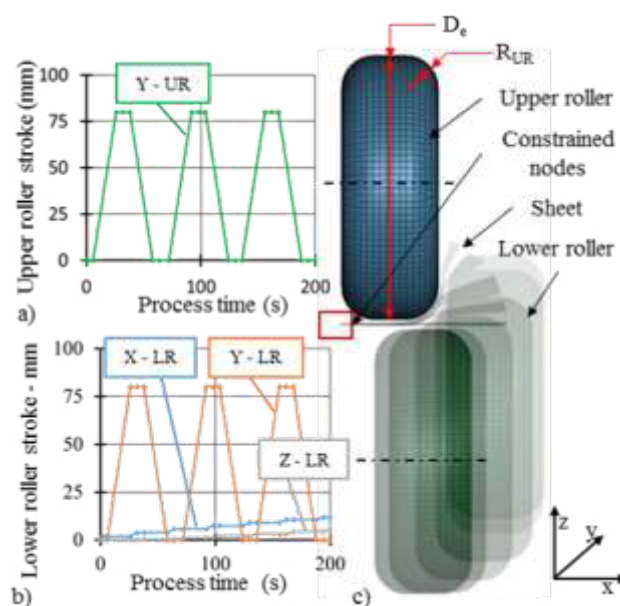 D_e
R_UR
Upper roller
Constrained
nodes
Sheet
Lower roller
Upper roller stroke (mm)
100
75
50
25
0
Y - UR
0
100
200
Process time (s)
a)
Lower roller stroke - mm
100
75
50
25
0
X - LR
Y - LR
Z - LR
0
100
200
Process time (s)
b)
c)
z
y
x